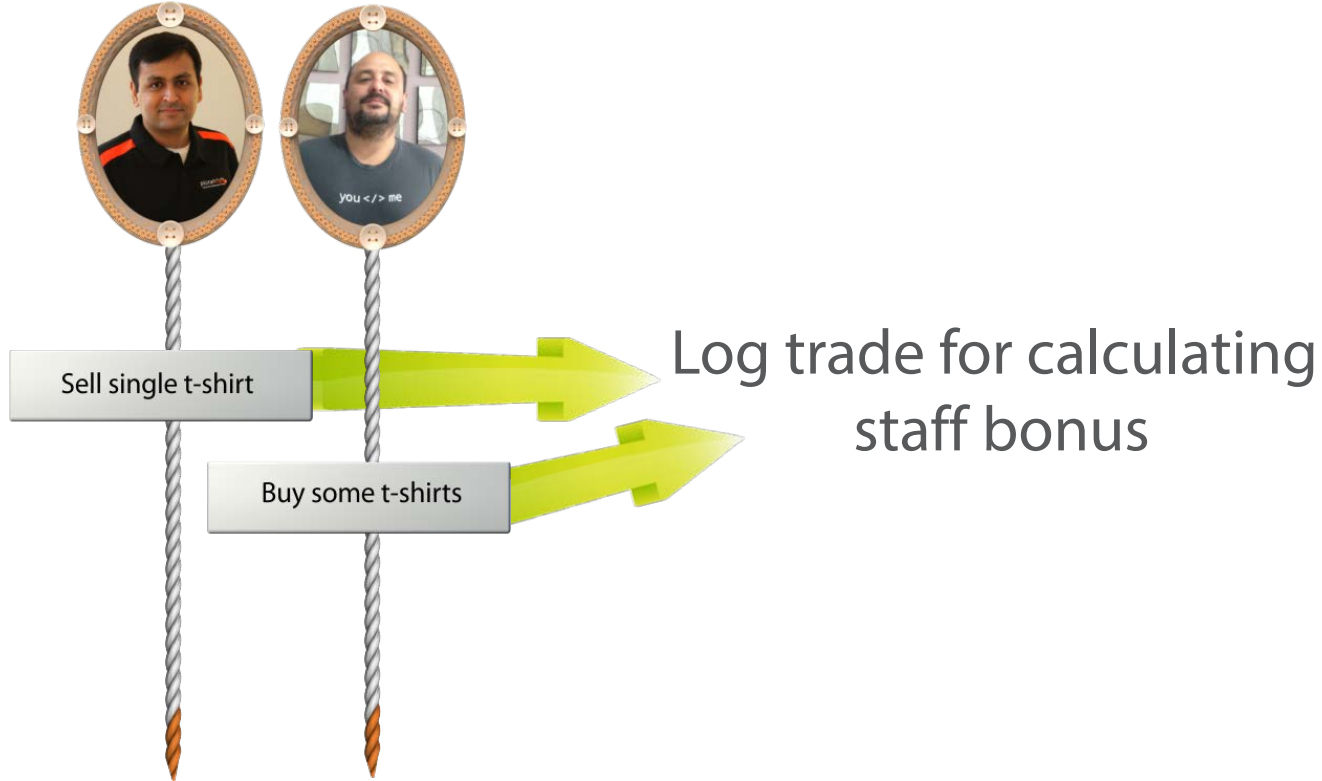 you </> me
Sell single t-shirt
Log trade for calculating
staff bonus
Buy some t-shirts